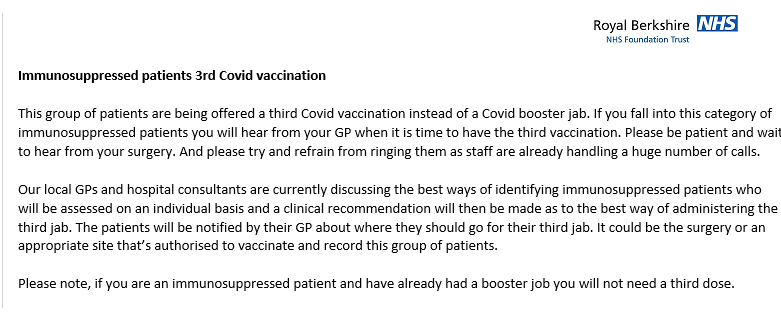 Royal Berkshire NHS
NHS Foundation Trust
Immunosuppressed patients 3rd Covid vaccination
This group of patients are being offered a third Covid vaccination instead of a Covid booster jab. If you fall into this category of
immunosuppressed patients you will hear from your GP when it is time to have the third vaccination. Please be patient and wait
to hear from your surgery. And please try and refrain from ringing them as staff are already handling a huge number of calls.
Our local GPs and hospital consultants are currently discussing the best ways of identifying immunosuppressed patients who
will be assessed on an individual basis and a clinical recommendation will then be made as to the best way of administering the
third jab. The patients will be notified by their GP about where they should go for their third jab. It could be the surgery or an
appropriate site that’s authorised to vaccinate and record this group of patients.
Please note, if you are an immunosuppressed patient and have already had a booster job you will not need a third dose.